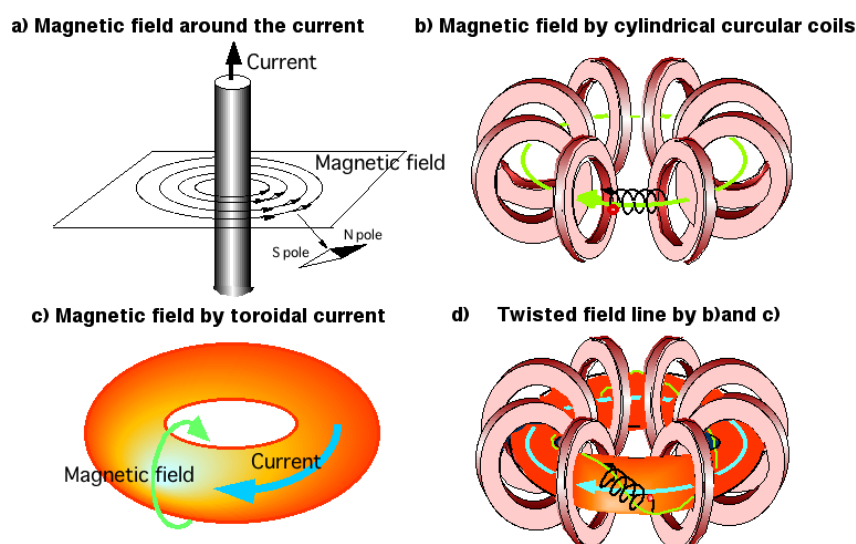 a) Magnetic field around the current
Current
Magnetic field
N pole
S pole
b) Magnetic field by cylindrical curcular coils
c) Magnetic field by toroidal current
Magnetic field
Current
d) Twisted field line by b)and c)